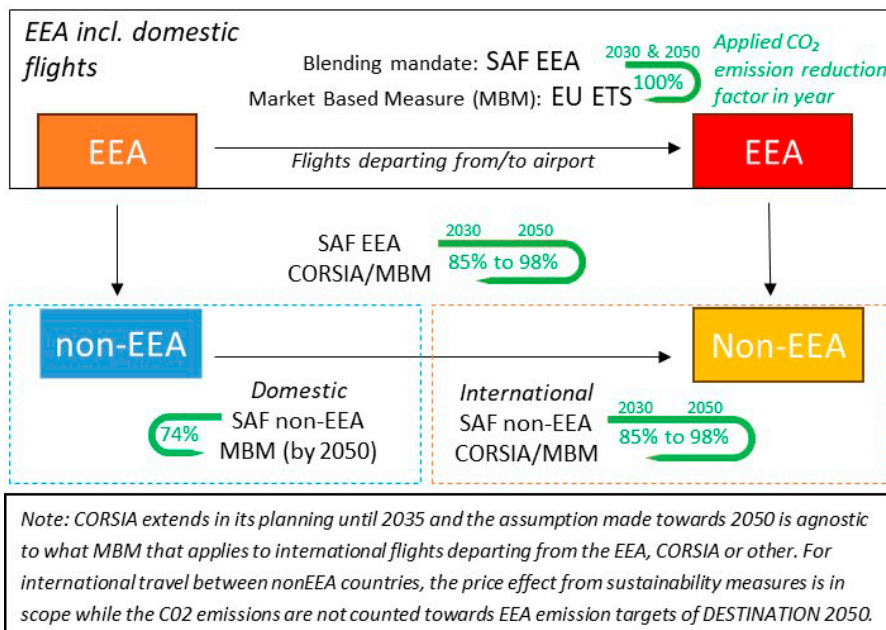 EEA incl. domestic
flights
Blending mandate: SAF EEA
Market Based Measure (MBM): EU ETS
2030 & 2050
100%
Applied CO₂
emission reduction
factor in year
EEA
Flights departing from/to airport
EEA
SAF EEA
CORSIA/MBM
2030 2050
85% to 98%
non-EEA
Non-EEA
Domestic
SAF non-EEA
MBM (by 2050)
74%
International
SAF non-EEA
CORSIA/MBM
2030 2050
85% to 98%
Note: CORSIA extends in its planning until 2035 and the assumption made towards 2050 is agnostic
to what MBM that applies to international flights departing from the EEA, CORSIA or other. For
international travel between nonEEA countries, the price effect from sustainability measures is in
scope while the C02 emissions are not counted towards EEA emission targets of DESTINATION 2050.